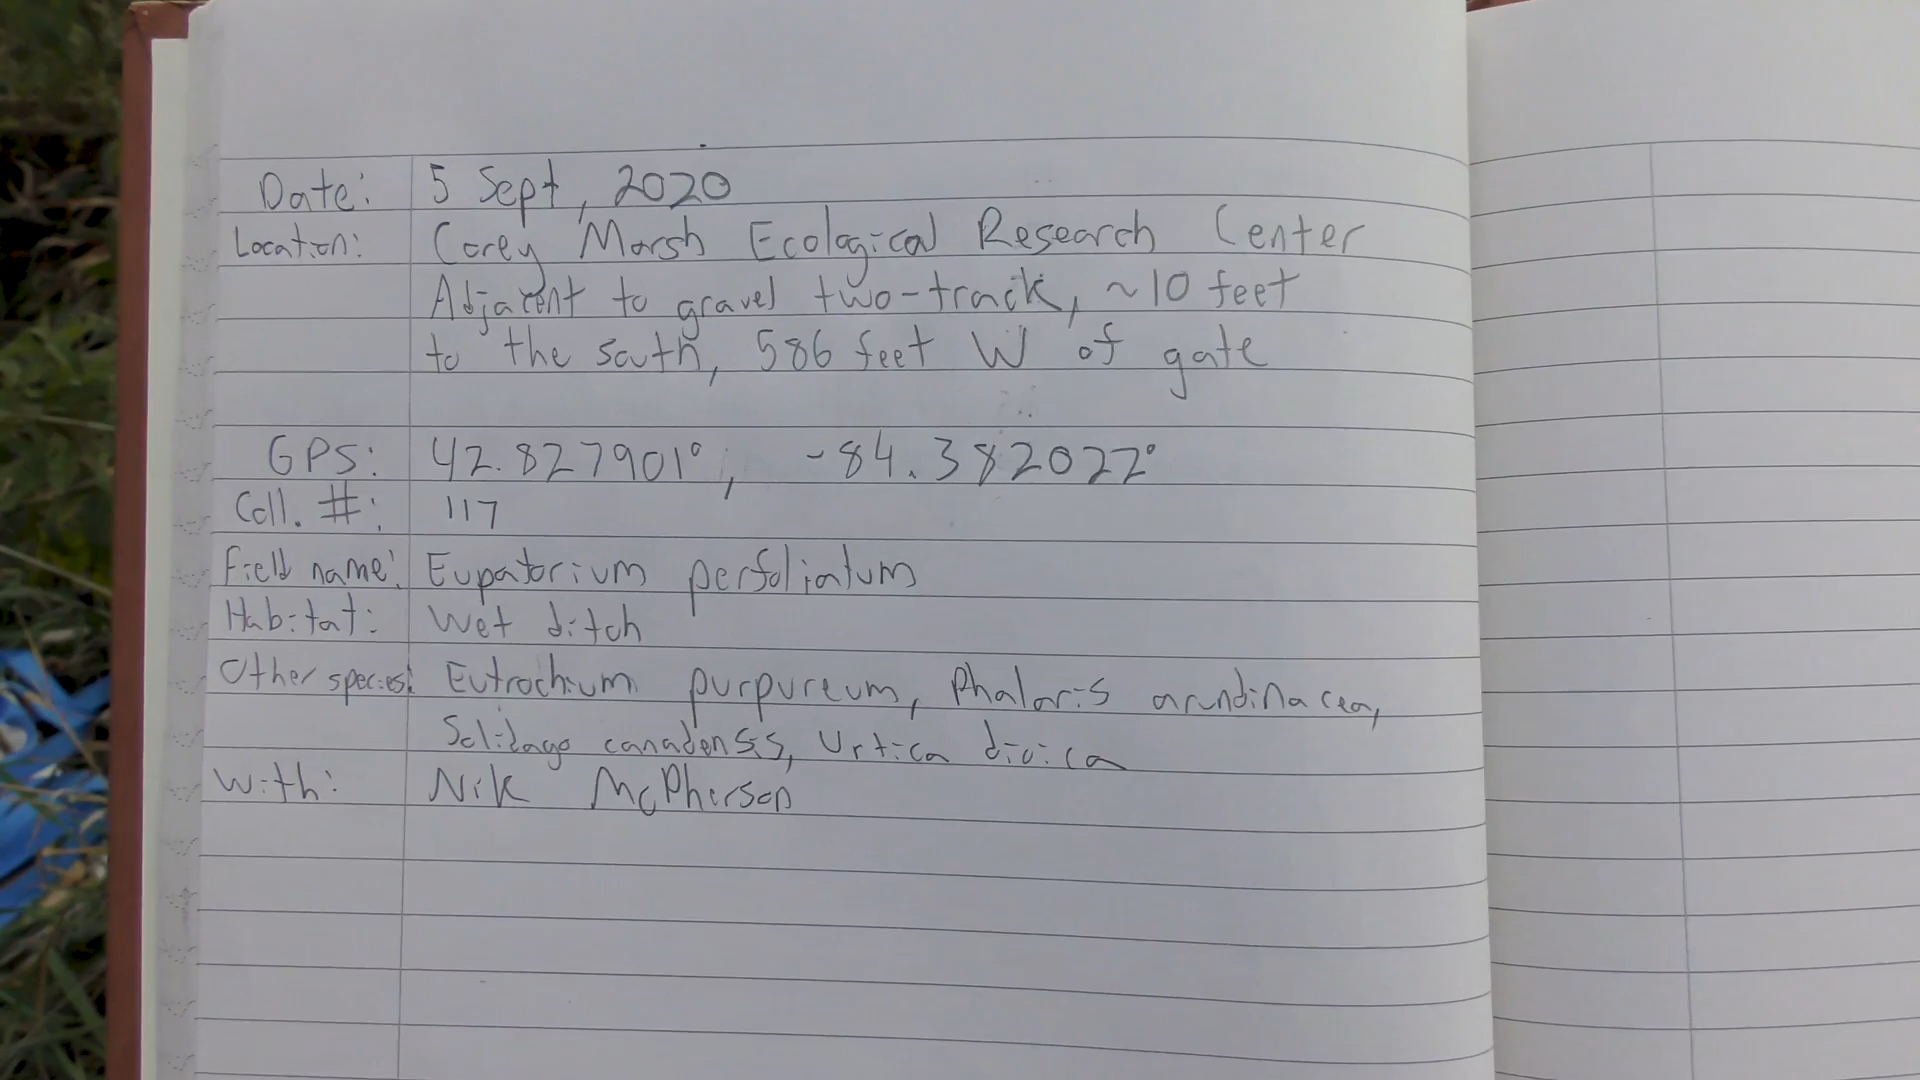 Date: 5 Sept, 2020
Location: Corey Marsh Ecological Research Center
Adjacent to gravel two-track, ~10 feet
to the south, 586 feet W of gate
GPS: 42.827901°, -84.382022°
Coll. #: 117
Field name: Eupatorium perfoliatum
Habitat: Wet ditch
Other species: Eutrochium purpureum, Phalaris arundinacea,
Solidago canadensis, Urtica dioica
With: Nik McPherson